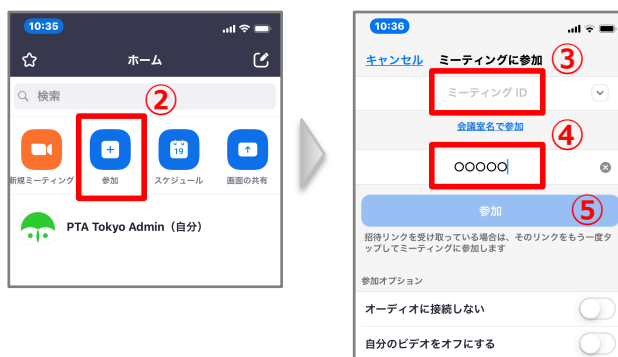 10:35
ホーム
検索
②
19
新規ミーティング
参加
スケジュール
画面の共有
PTA Tokyo Admin（自分）
10:36
キャンセル
ミーティングに参加
③
ミーティング ID
会議室名で参加
④
OOOOO
参加
⑤
招待リンクを受け取っている場合は、そのリンクをもう一度タ
ップしてミーティングに参加します
参加オプション
オーディオに接続しない
自分のビデオをオフにする